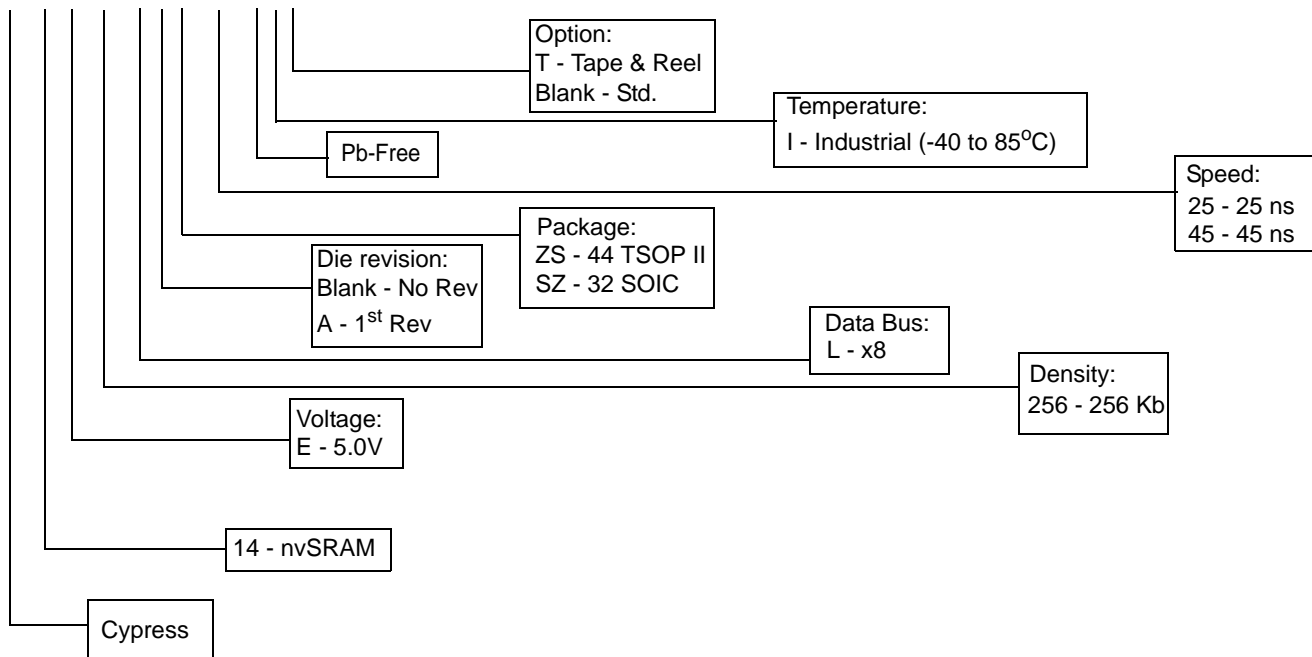 Option:
T - Tape & Reel
Blank - Std.
Temperature:
I - Industrial (-40 to 85°C)
Pb-Free
Speed:
25 - 25 ns
45 - 45 ns
Package:
ZS - 44 TSOP II
SZ - 32 SOIC
Die revision:
Blank - No Rev
A - 1st Rev
Data Bus:
L - x8
Density:
256 - 256 Kb
Voltage:
E - 5.0V
14 - nvSRAM
Cypress